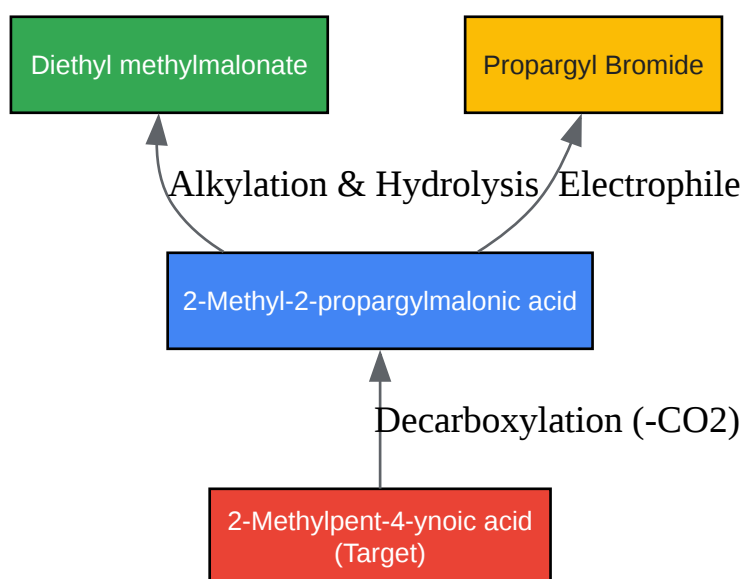 Diethyl methylmalonate
Propargyl Bromide
Alkylation & Hydrolysis
Electrophile
2-Methyl-2-propargylmalonic acid
Decarboxylation (-CO2)
2-Methylpent-4-ynoic acid
(Target)